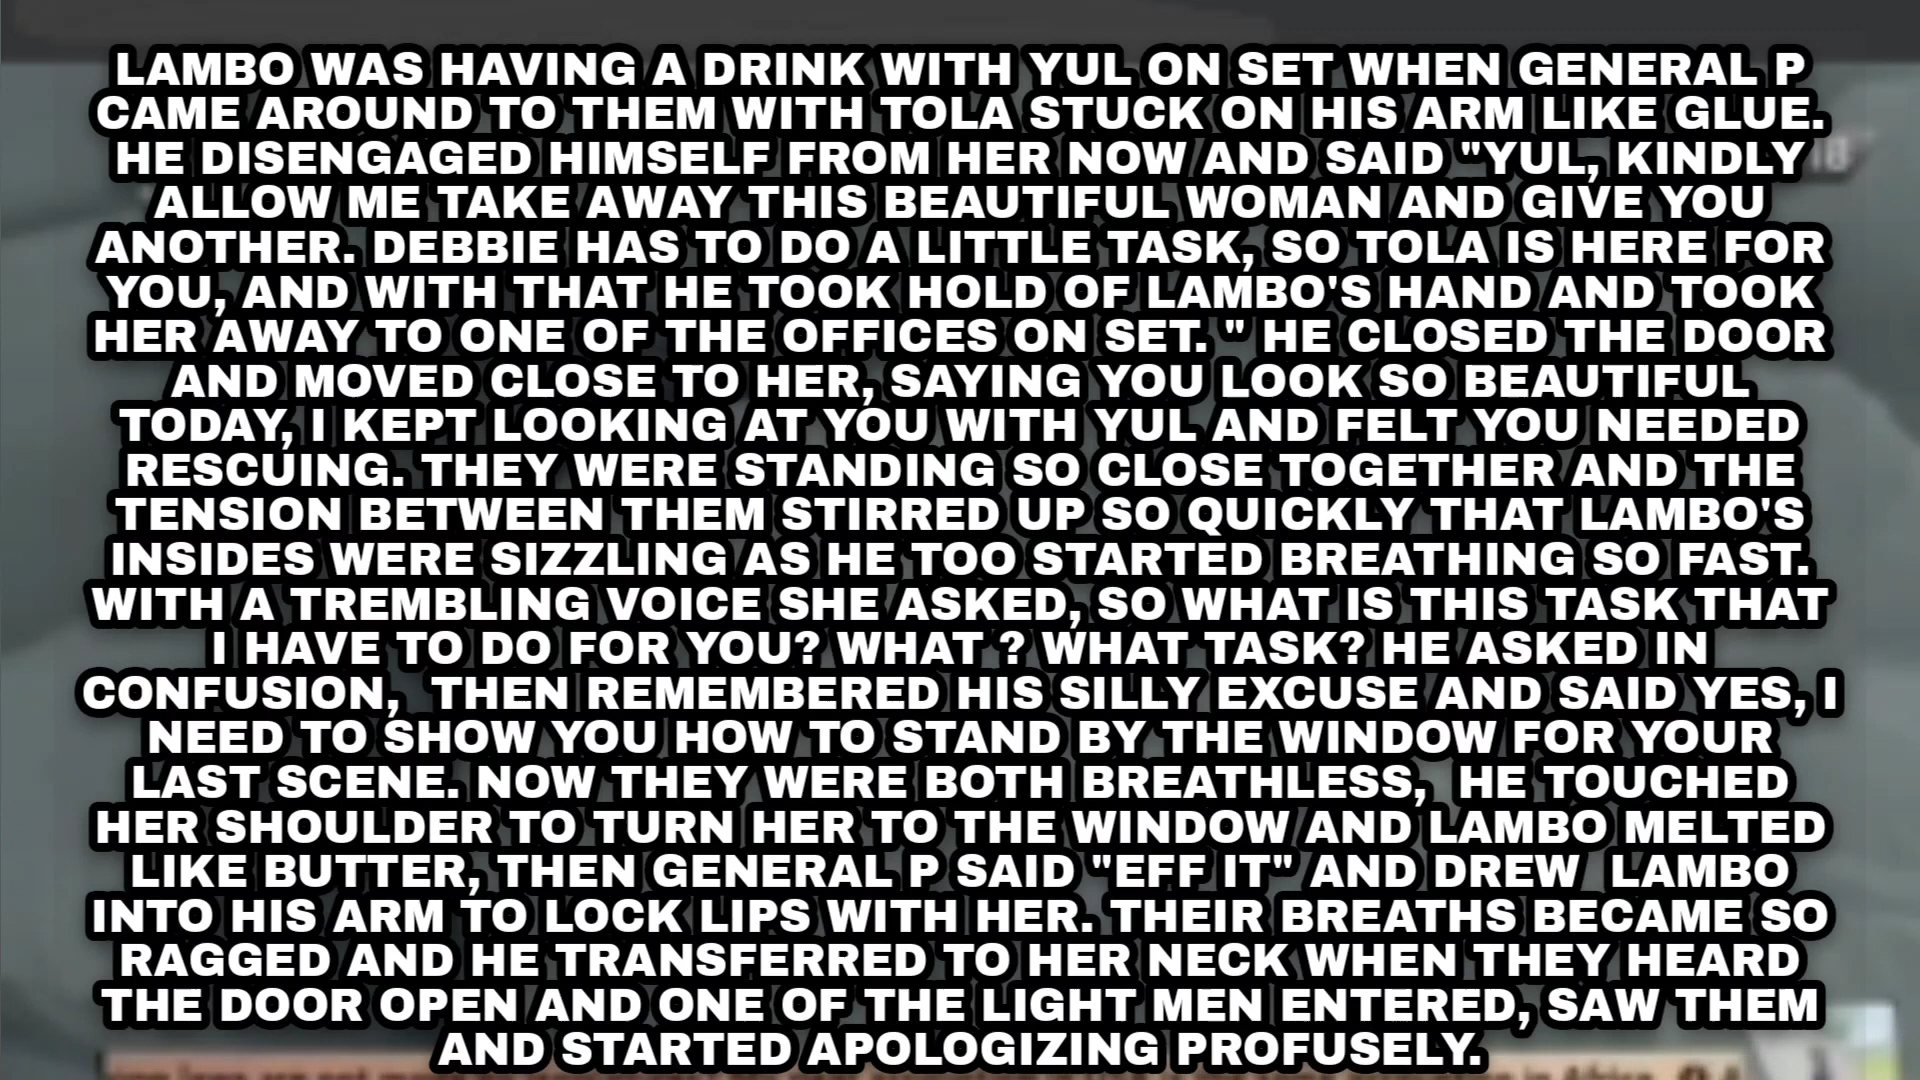 LAMBO WAS HAVING A DRINK WITH YUL ON SET WHEN GENERAL P
CAME AROUND TO THEM WITH TOLA STUCK ON HIS ARM LIKE GLUE.
HE DISENGAGED HIMSELF FROM HER NOW AND SAID "YUL, KINDLY
ALLOW ME TAKE AWAY THIS BEAUTIFUL WOMAN AND GIVE YOU
ANOTHER. DEBBIE HAS TO DO A LITTLE TASK, SO TOLA IS HERE FOR
YOU, AND WITH THAT HE TOOK HOLD OF LAMBO'S HAND AND TOOK
HER AWAY TO ONE OF THE OFFICES ON SET. " HE CLOSED THE DOOR
AND MOVED CLOSE TO HER, SAYING YOU LOOK SO BEAUTIFUL
TODAY, I KEPT LOOKING AT YOU WITH YUL AND FELT YOU NEEDED
RESCUING. THEY WERE STANDING SO CLOSE TOGETHER AND THE
TENSION BETWEEN THEM STIRRED UP SO QUICKLY THAT LAMBO'S
INSIDES WERE SIZZLING AS HE TOO STARTED BREATHING SO FAST.
WITH A TREMBLING VOICE SHE ASKED, SO WHAT IS THIS TASK THAT
I HAVE TO DO FOR YOU? WHAT ? WHAT TASK? HE ASKED IN
CONFUSION,  THEN REMEMBERED HIS SILLY EXCUSE AND SAID YES, I
NEED TO SHOW YOU HOW TO STAND BY THE WINDOW FOR YOUR
LAST SCENE. NOW THEY WERE BOTH BREATHLESS,  HE TOUCHED
HER SHOULDER TO TURN HER TO THE WINDOW AND LAMBO MELTED
LIKE BUTTER, THEN GENERAL P SAID "EFF IT" AND DREW  LAMBO
INTO HIS ARM TO LOCK LIPS WITH HER. THEIR BREATHS BECAME SO
RAGGED AND HE TRANSFERRED TO HER NECK WHEN THEY HEARD
THE DOOR OPEN AND ONE OF THE LIGHT MEN ENTERED, SAW THEM
AND STARTED APOLOGIZING PROFUSELY.